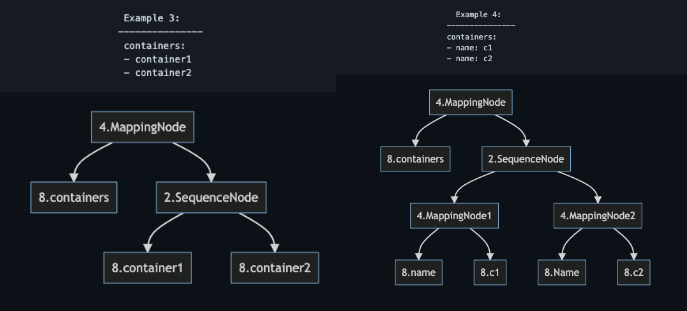 Example 3:
---------------
containers:
- container1
- container2
4.MappingNode
8.containers
2.SequenceNode
8.container1
8.container2
Example 4:
---------------
containers:
- name: c1
- name: c2
4.MappingNode
8.containers
2.SequenceNode
4.MappingNode1
4.MappingNode2
8.name
8.c1
8.Name
8.c2